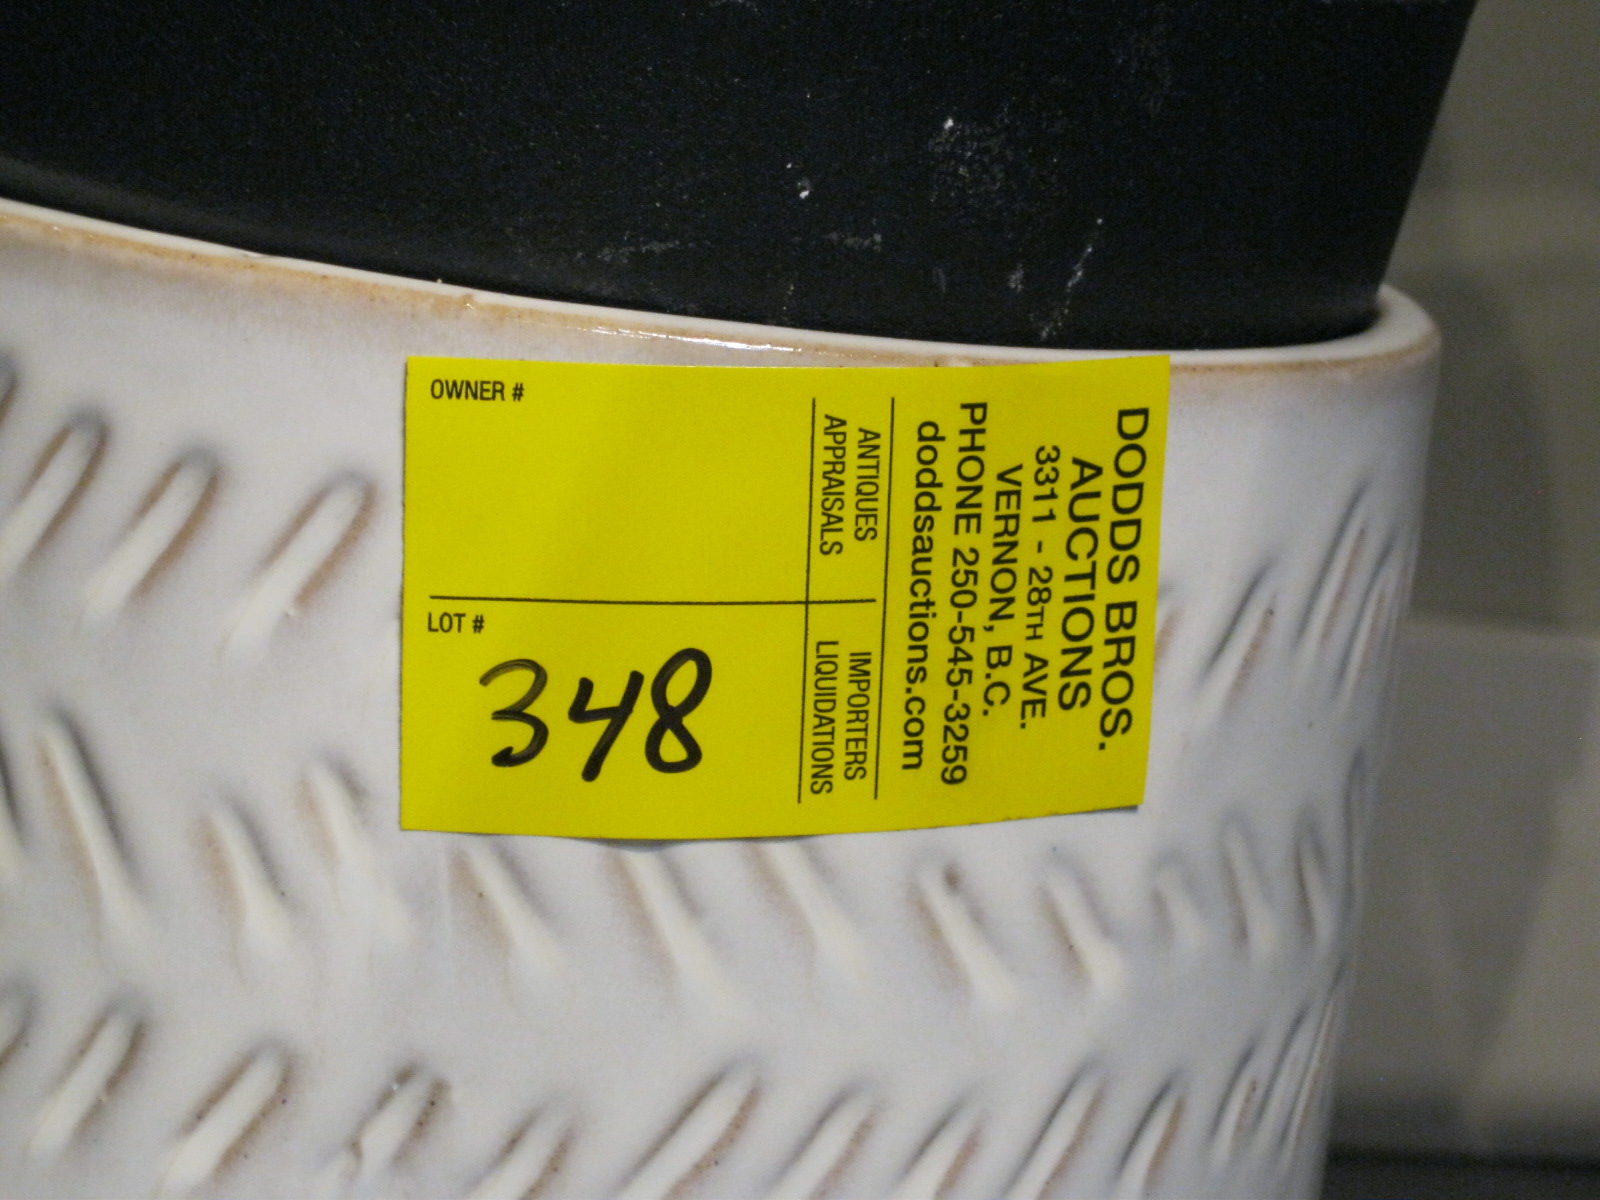 OWNER #
LOT #
348
ANTIQUES
APPRAISALS
IMPORTERS
LIQUIDATIONS
DODDS BROS.
AUCTIONS
3311 - 28TH AVE.
VERNON, B.C.
PHONE 250-545-3259
doddsauctions.com